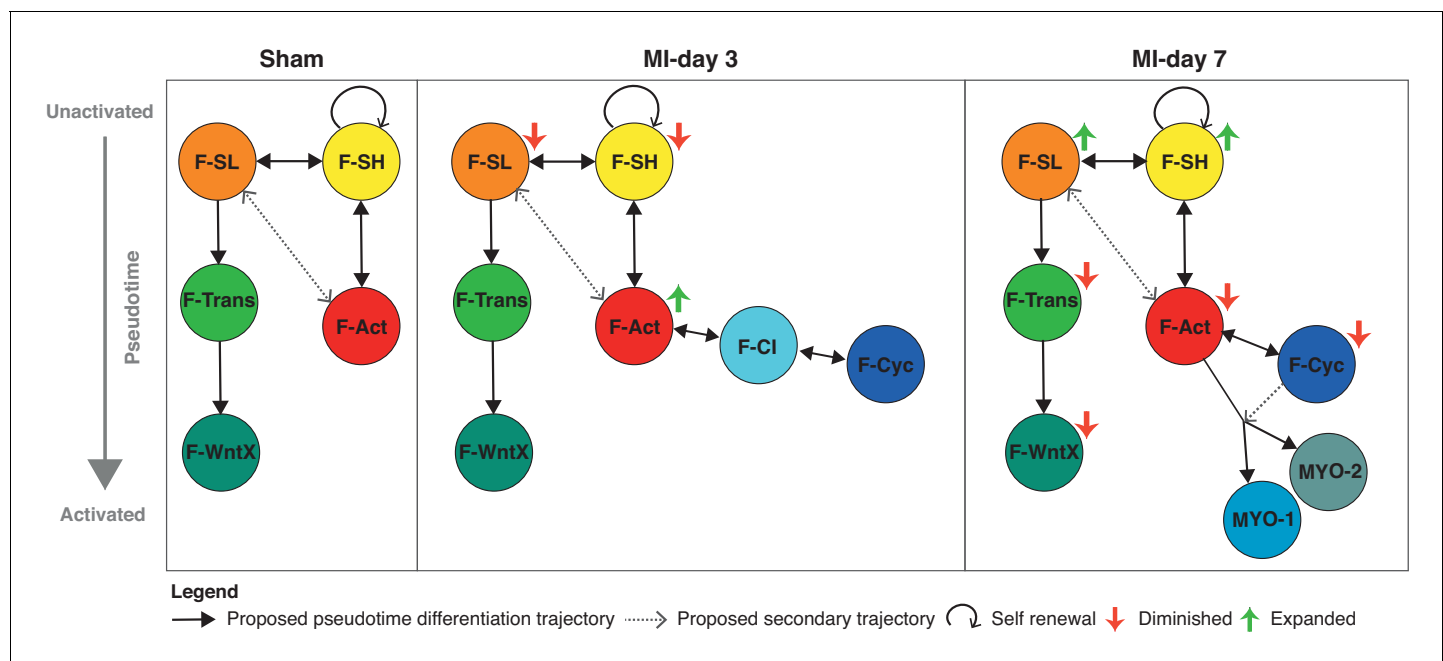 Sham
MI-day 3
MI-day 7
Unactivated
Pseudotime
Activated
F-SL
F-SH
F-Trans
F-Act
F-WntX
F-SL
F-SH
F-Trans
F-Act
F-CI
F-Cyc
F-WntX
F-SL
F-SH
F-Trans
F-Act
F-Cyc
F-WntX
MYO-2
MYO-1
Legend
Proposed pseudotime differentiation trajectory Proposed secondary trajectory Self renewal Diminished Expanded